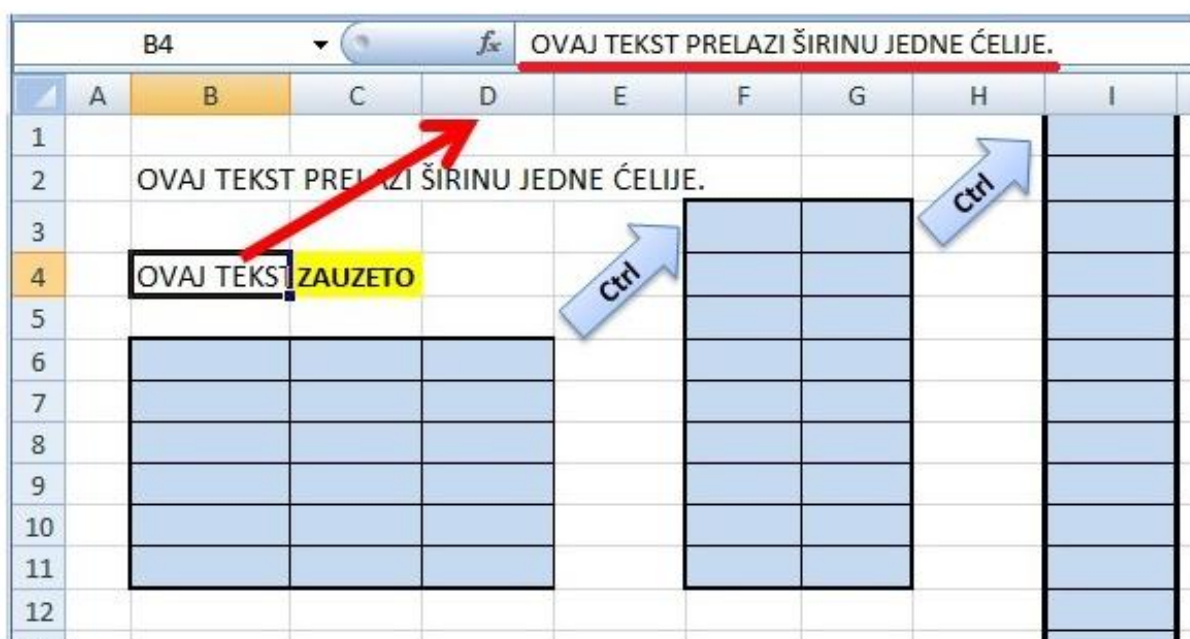 B4 fx OVAJ TEKST PRELAZI ŠIRINU JEDNE ĆELIJE.
A B C D E F G H I
1
2 OVAJ TEKST PRELAZI ŠIRINU JEDNE ĆELIJE.
Ctrl
3
4 OVAJ TEKST ZAUZETO
Ctrl
5
6
7
8
9
10
11
12